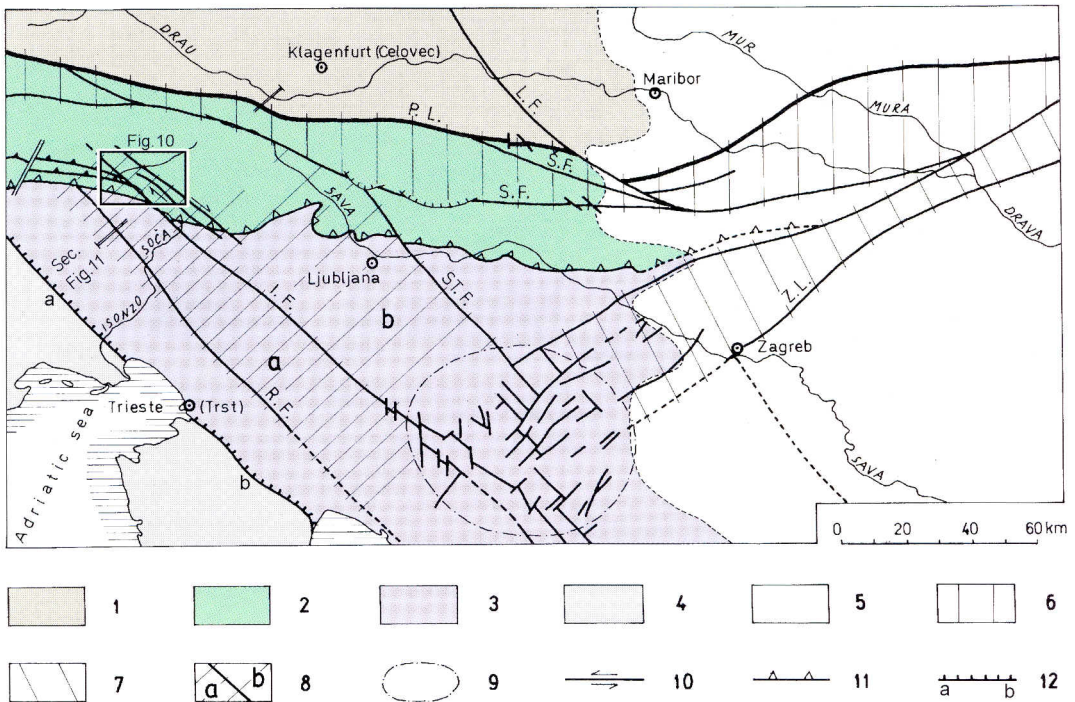 DRAU
Klagenfurt (Celovec)
MUR
Maribor
L.F.
P.L.
MURA
Fig.10
Š.F.
S.F.
SAVA
DRAVA
SOČA
Sec.
Fig.11
a
Ljubljana
ST.F.
I.F.
b
Z.L.
ISONZO
a
Zagreb
Trieste
(Trst)
R.F.
Adriatic sea
b
SAVA
0 20 40 60 km
1 2 3 4 5 6
7 a b 8 9 10 11 a b 12